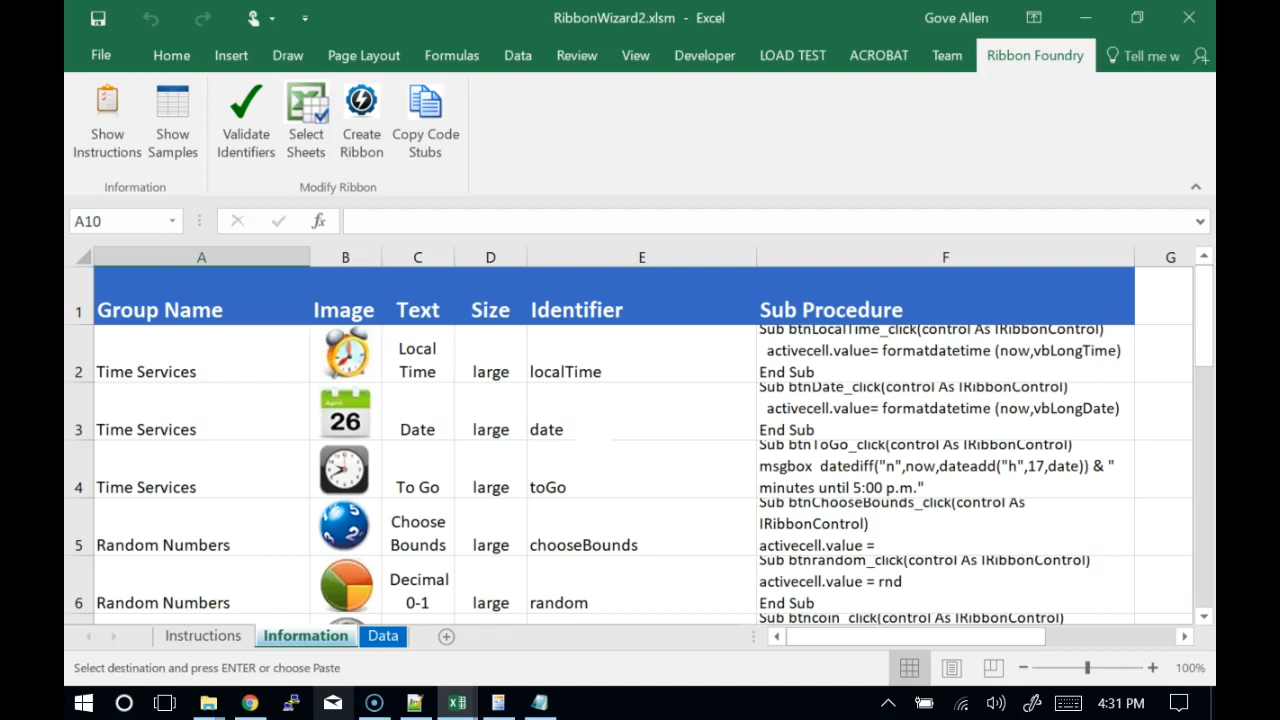 RibbonWizard2.xlsm - Excel
Gove Allen
File Home Insert Draw Page Layout Formulas Data Review View Developer LOAD TEST ACROBAT Team Ribbon Foundry Tell me w
Show Instructions
Show Samples
Validate Identifiers
Select Sheets
Create Ribbon
Copy Code Stubs
Information
Modify Ribbon
A10
fx
A B C D E F G
1 Group Name Image Text Size Identifier Sub Procedure
2 Time Services Local Time large localTime
Sub btnLocalTime_click(control As IRibbonControl)
activecell.value= formatdatetime (now,vbLongTime)
End Sub
3 Time Services 26 Date large date
Sub btnDate_click(control As IRibbonControl)
activecell.value= formatdatetime (now,vbLongDate)
End Sub
4 Time Services To Go large toGo
Sub btnToGo_click(control As IRibbonControl)
msgbox datediff("n",now,dateadd("h",17,date)) & "
minutes until 5:00 p.m."
5 Random Numbers Choose Bounds large chooseBounds
Sub btnChooseBounds_click(control As
IRibbonControl)
activecell.value =
6 Random Numbers Decimal 0-1 large random
Sub btnrandom_click(control As IRibbonControl)
activecell.value = rnd
End Sub
Sub btncoin_click(control As IRibbonControl)
Instructions Information Data
Select destination and press ENTER or choose Paste
100%
4:31 PM